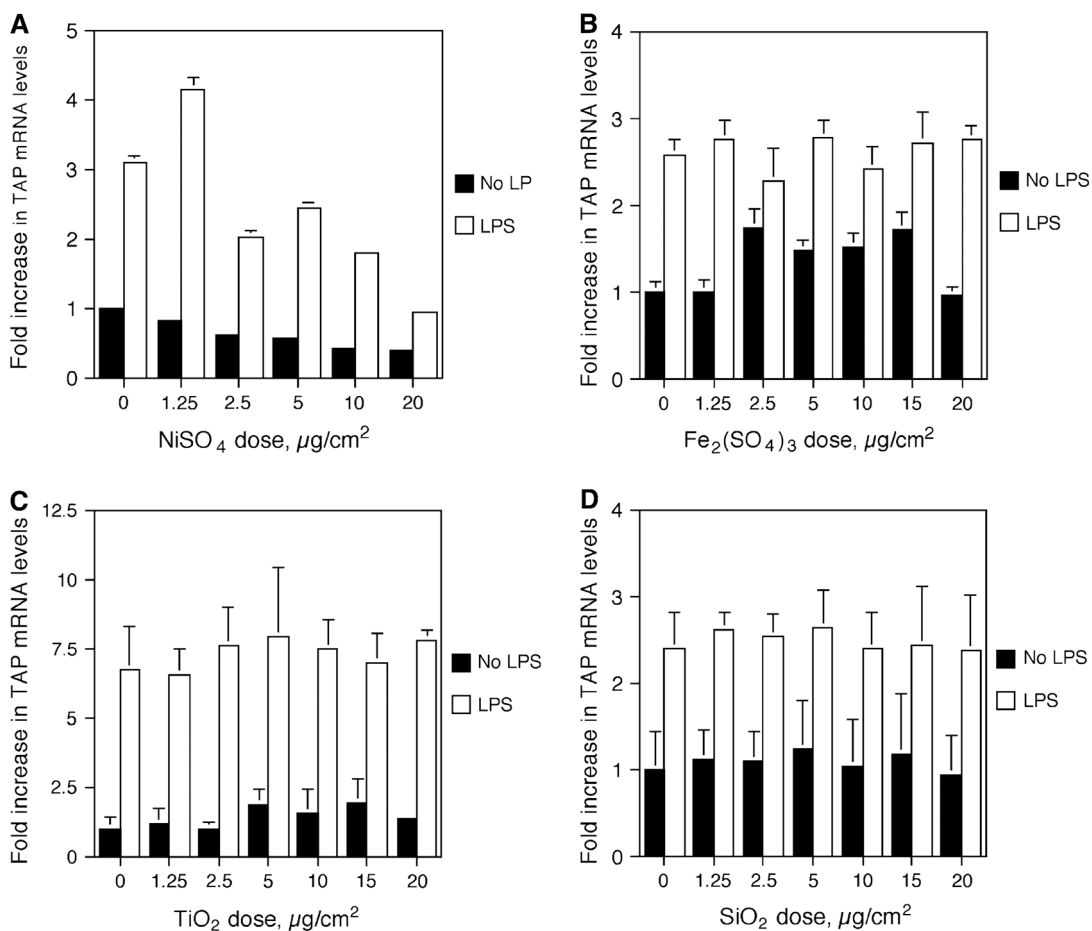 A
Fold increase in TAP mRNA levels
5
4
3
2
1
0
0 1.25 2.5 5 10 20
NiSO4 dose, µg/cm2
No LP
LPS
B
Fold increase in TAP mRNA levels
4
3
2
1
0
0 1.25 2.5 5 10 15 20
Fe2(SO4)3 dose, µg/cm2
No LPS
LPS
C
Fold increase in TAP mRNA levels
12.5
10
7.5
5
2.5
0
0 1.25 2.5 5 10 15 20
TiO2 dose, µg/cm2
No LPS
LPS
D
Fold increase in TAP mRNA levels
4
3
2
1
0
0 1.25 2.5 5 10 15 20
SiO2 dose, µg/cm2
No LPS
LPS